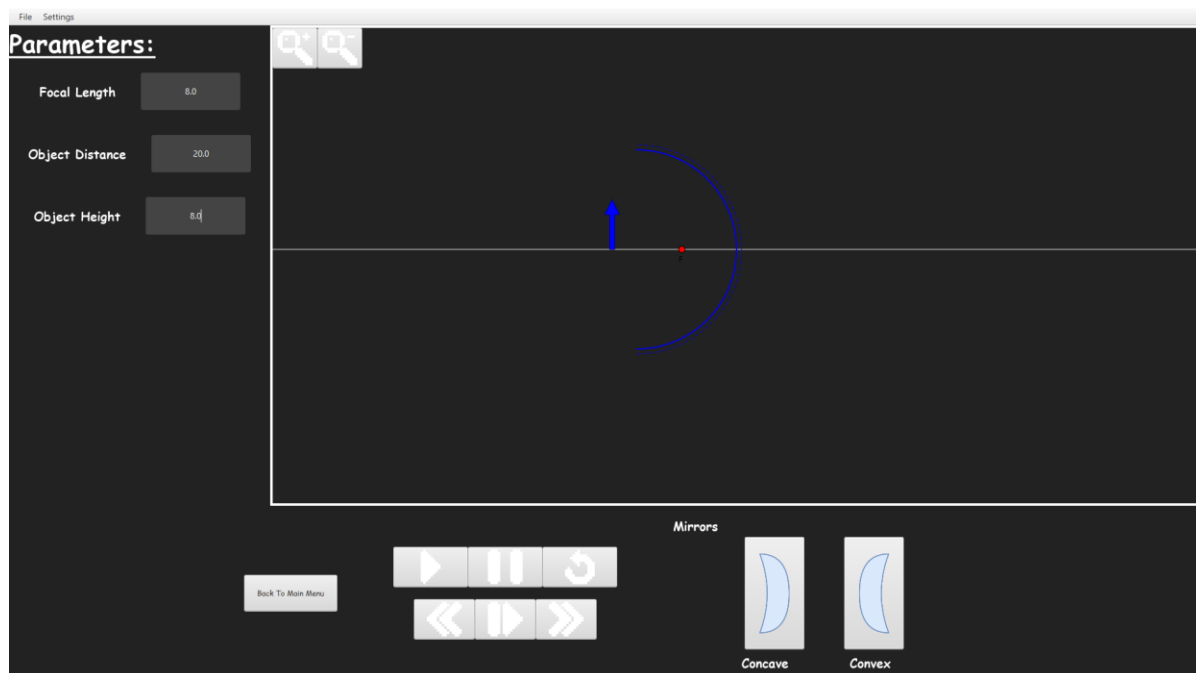 File Settings
Parameters:
Focal Length 8.0
Object Distance 20.0
Object Height 8.0
F
Mirrors
Back To Main Menu
Concave Convex